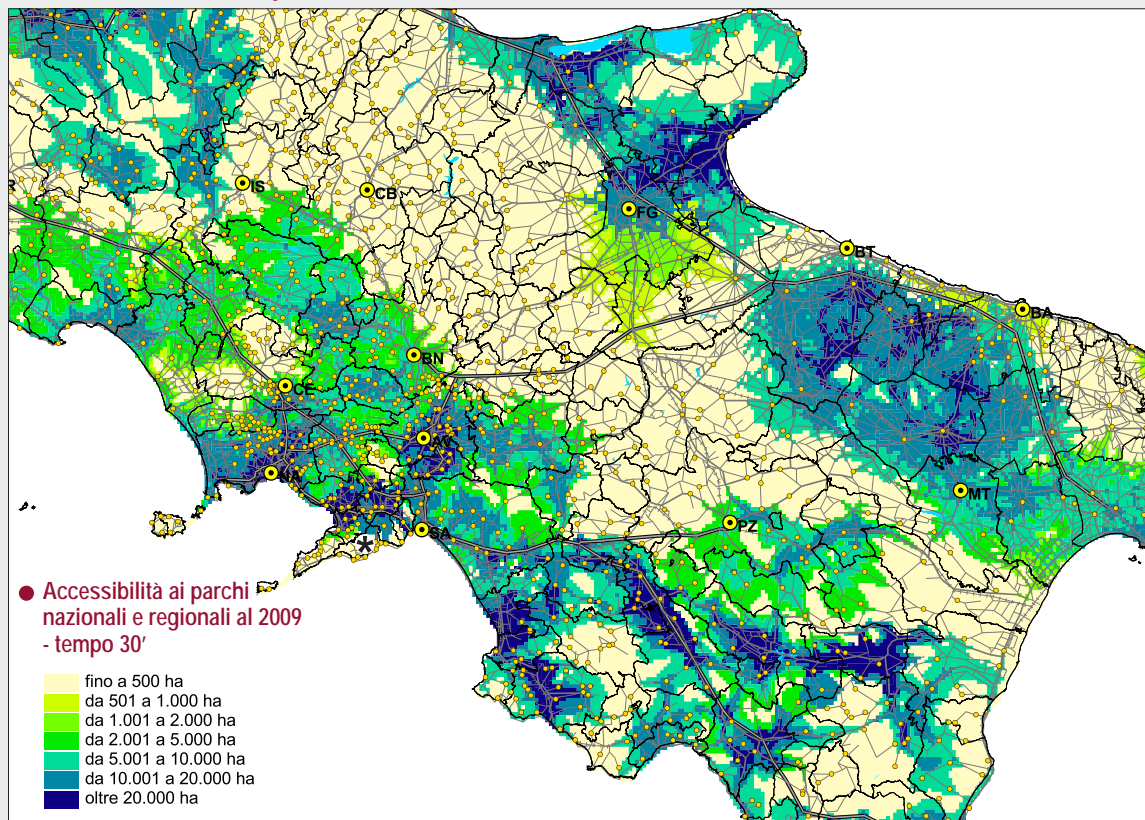 IS
CB
FG
BT
BA
BN
CE
AV
NA
MT
PZ
SA
*
● Accessibilità ai parchi
nazionali e regionali al 2009
- tempo 30'
fino a 500 ha
da 501 a 1.000 ha
da 1.001 a 2.000 ha
da 2.001 a 5.000 ha
da 5.001 a 10.000 ha
da 10.001 a 20.000 ha
oltre 20.000 ha